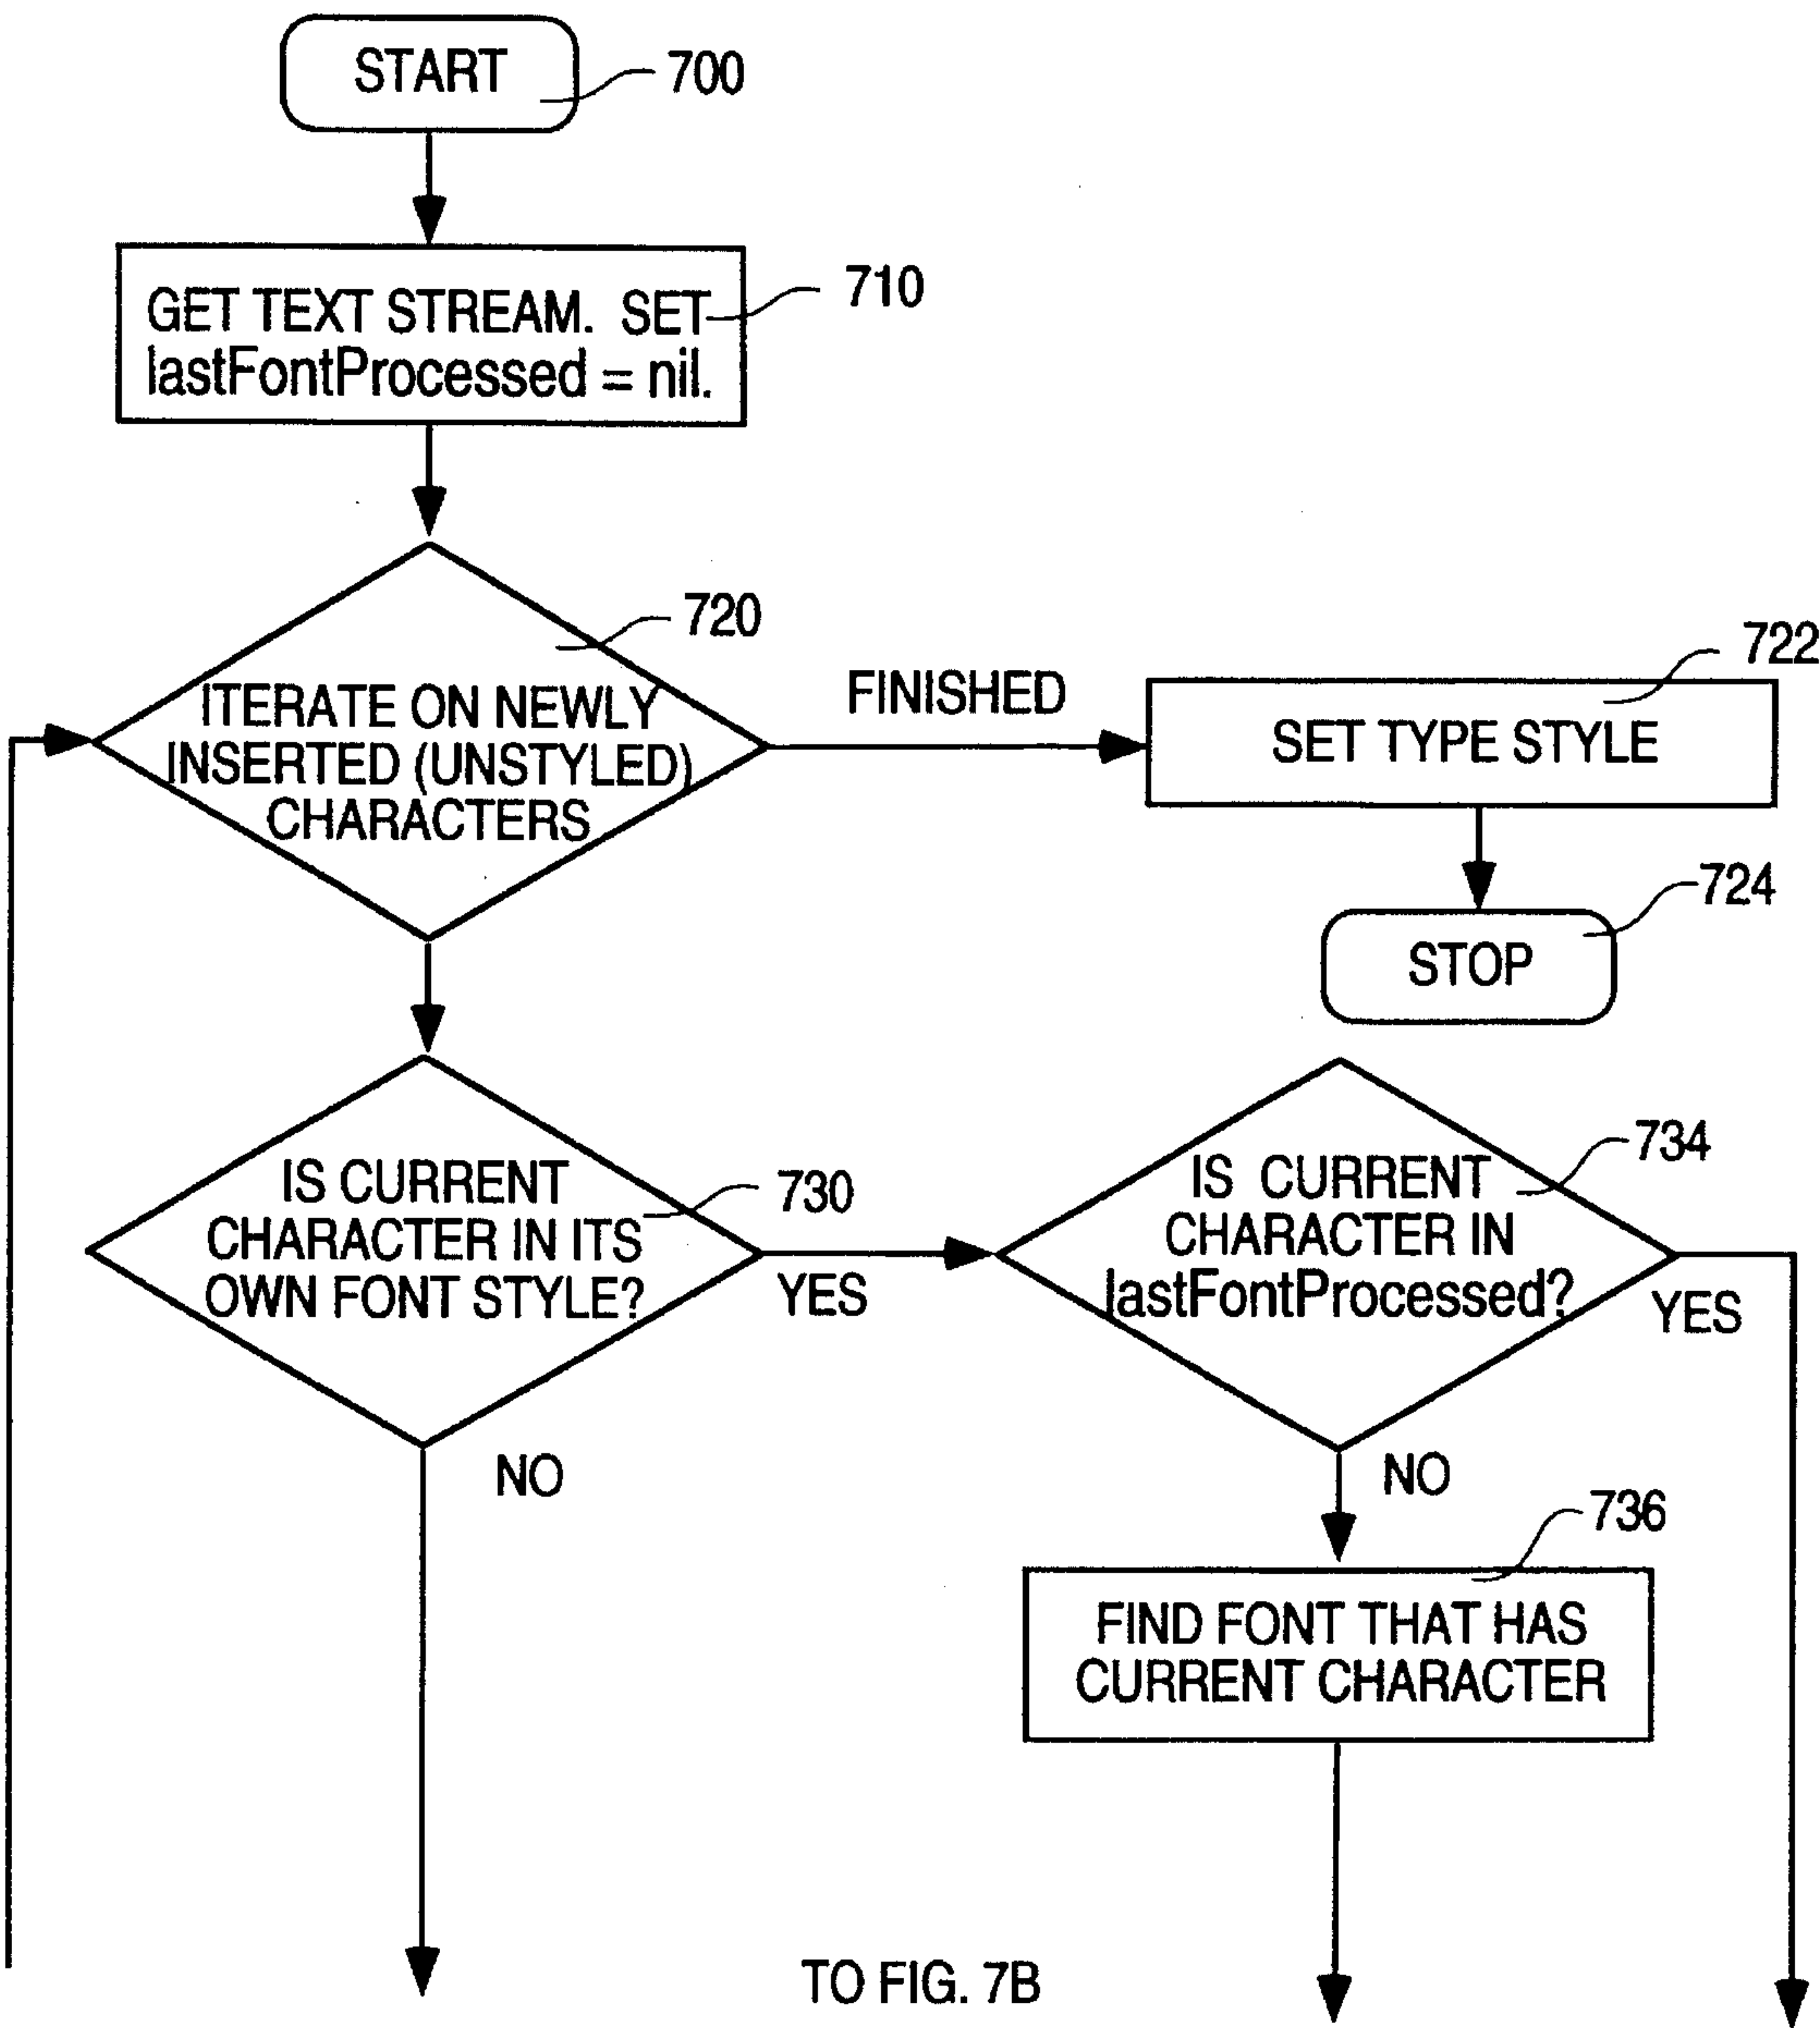 START
700
GET TEXT STREAM. SET
lastFontProcessed = nil.
710
720
ITERATE ON NEWLY
INSERTED (UNSTYLED)
CHARACTERS
FINISHED
722
SET TYPE STYLE
724
STOP
IS CURRENT
CHARACTER IN ITS
OWN FONT STYLE?
730
YES
NO
734
IS CURRENT
CHARACTER IN
lastFontProcessed?
YES
NO
736
FIND FONT THAT HAS
CURRENT CHARACTER
TO FIG. 7B